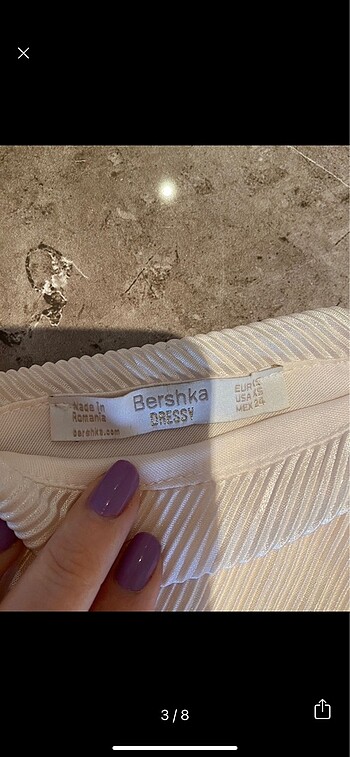 Made in
Romania
bershka.com
Bershka
DRESSY
EUR
USA XS
MEX 24
3 / 8